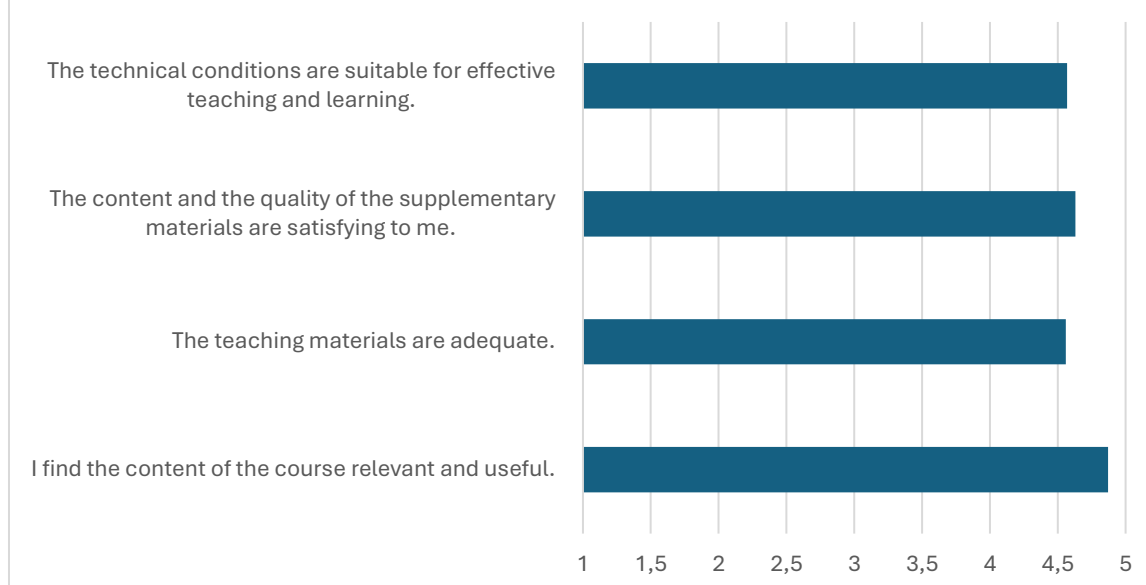 The technical conditions are suitable for effective
teaching and learning.
The content and the quality of the supplementary
materials are satisfying to me.
The teaching materials are adequate.
I find the content of the course relevant and useful.
1 1,5 2 2,5 3 3,5 4 4,5 5